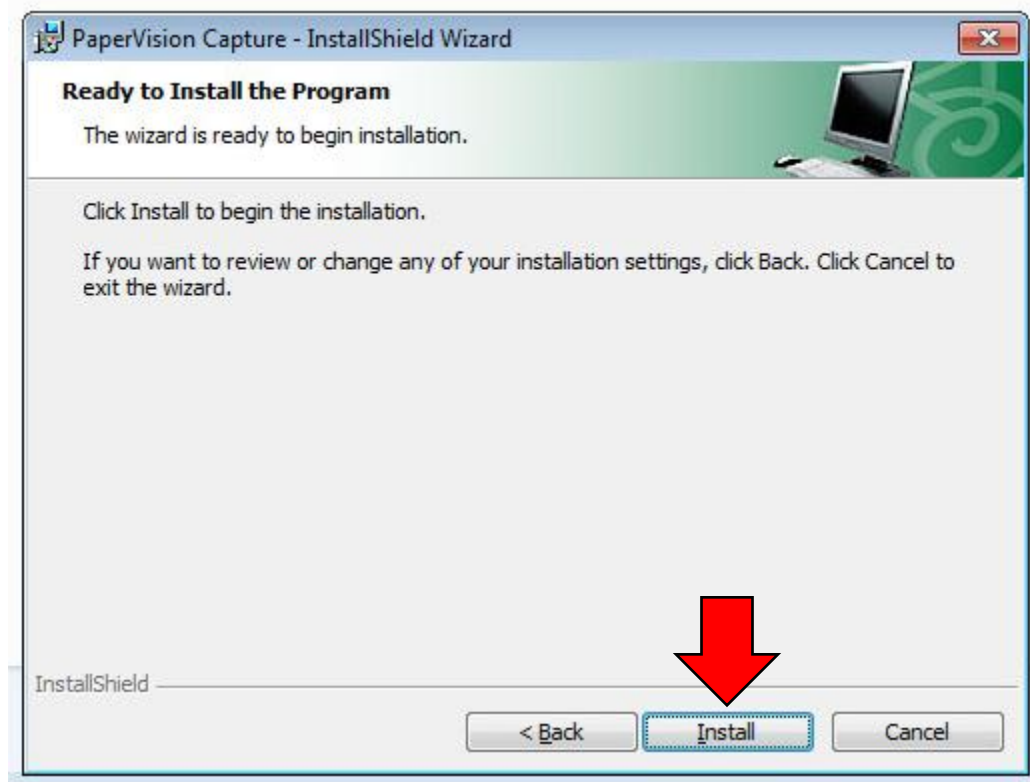 PaperVision Capture - InstallShield Wizard
Ready to Install the Program
The wizard is ready to begin installation.
Click Install to begin the installation.
If you want to review or change any of your installation settings, click Back. Click Cancel to
exit the wizard.
InstallShield
< Back Install Cancel